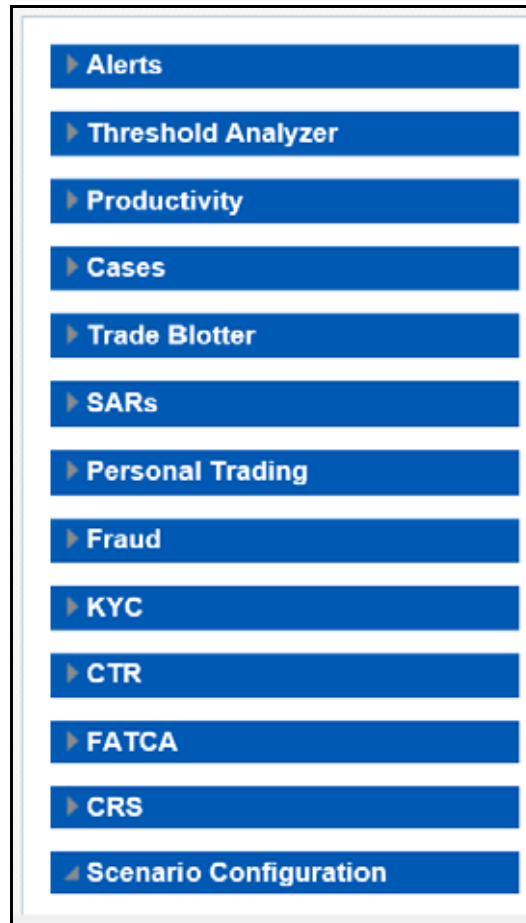 Alerts
Threshold Analyzer
Productivity
Cases
Trade Blotter
SARs
Personal Trading
Fraud
KYC
CTR
FATCA
CRS
Scenario Configuration